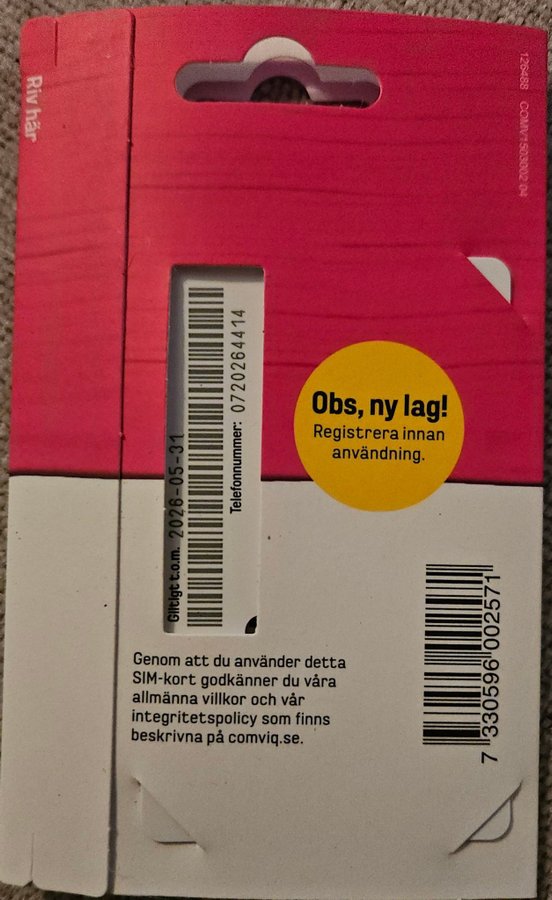 Riv här
126488 COMV1503002 04
Giltigt t.o.m. 2026-05-31
Telefonnummer: 0720264414
Obs, ny lag!
Registrera innan
användning.
Genom att du använder detta
SIM-kort godkänner du våra
allmänna villkor och vår
integritetspolicy som finns
beskrivna på comviq.se.
7 330596 002571